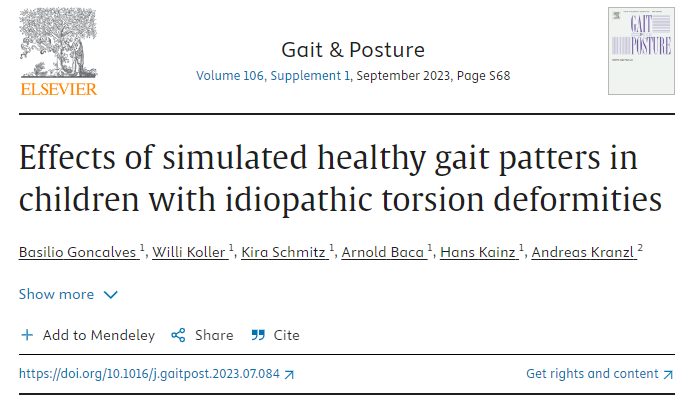 ELSEVIER
Gait & Posture
Volume 106, Supplement 1, September 2023, Page S68
GAIT
POSTURE
Effects of simulated healthy gait patters in
children with idiopathic torsion deformities
Basilio Goncalves 1, Willi Koller 1, Kira Schmitz 1, Arnold Baca 1, Hans Kainz 1, Andreas Kranzl 2
Show more
Add to Mendeley Share Cite
https://doi.org/10.1016/j.gaitpost.2023.07.084 Get rights and content